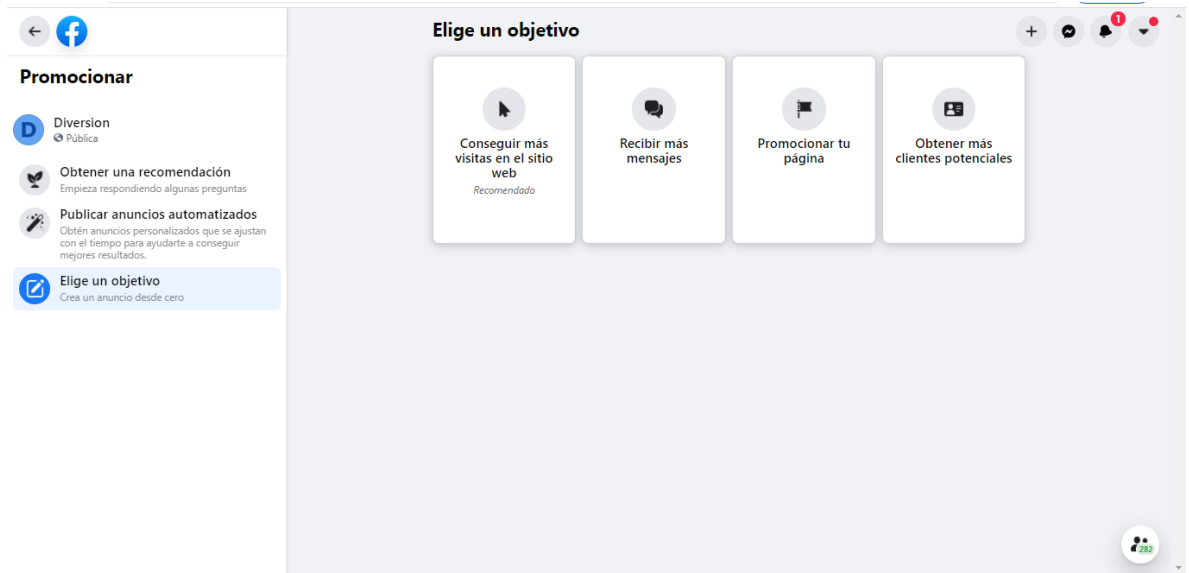 Promocionar
D
Diversion
Pública
Obtener una recomendación
Empieza respondiendo algunas preguntas
Publicar anuncios automatizados
Obtén anuncios personalizados que se ajustan
con el tiempo para ayudarte a conseguir
mejores resultados.
Elige un objetivo
Crea un anuncio desde cero
Elige un objetivo
1
Conseguir más
visitas en el sitio
web
Recomendado
Recibir más
mensajes
Promocionar tu
página
Obtener más
clientes potenciales
282